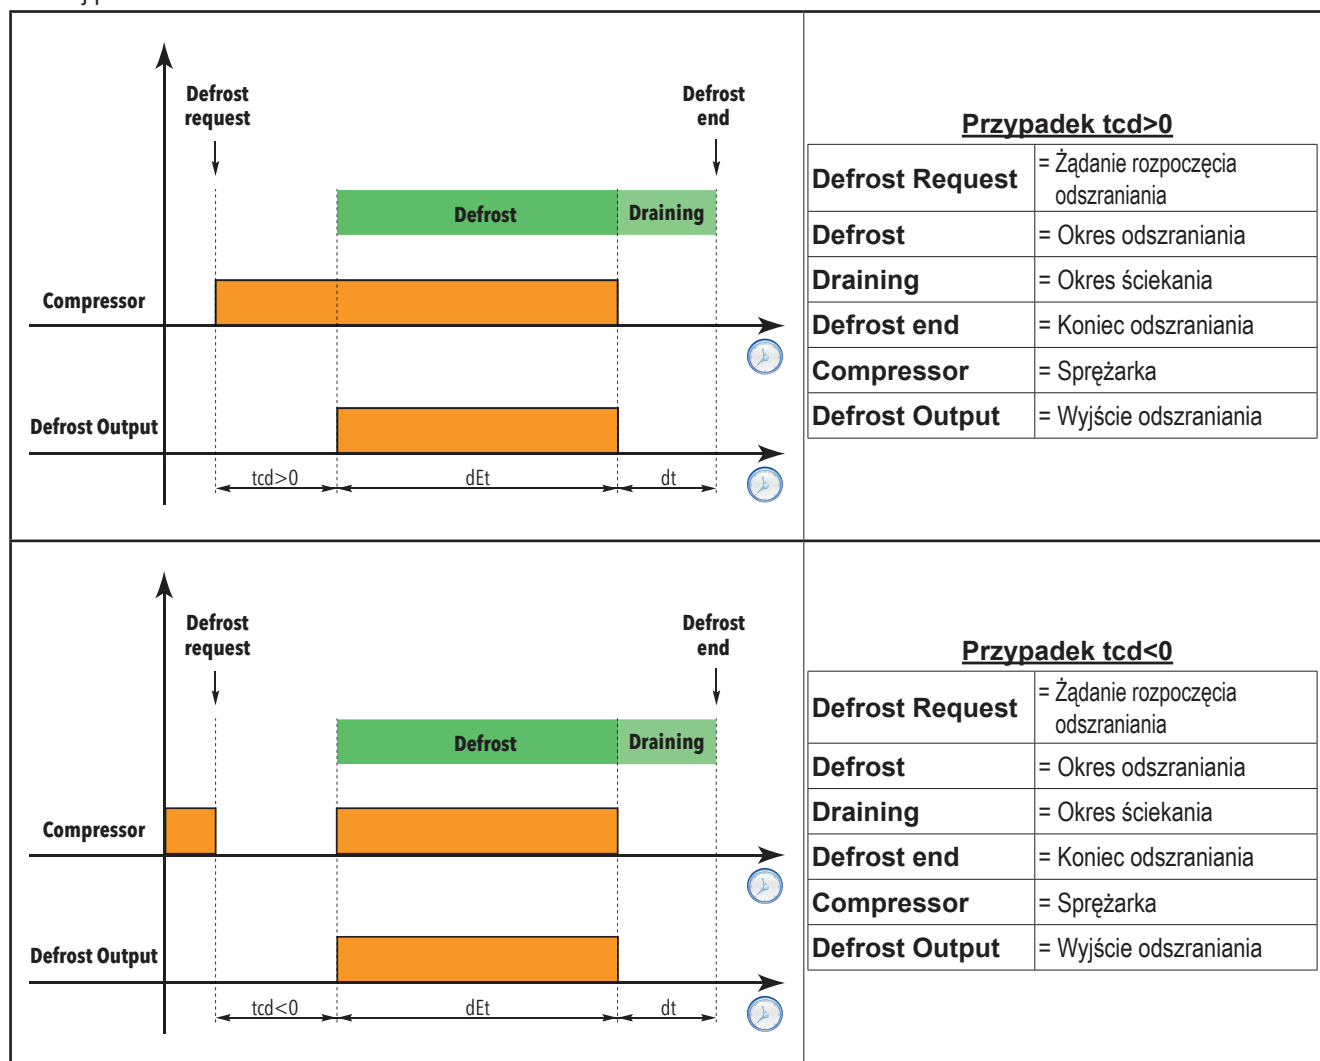 Defrost
request
Defrost
end
Defrost
Draining
Compressor
Defrost Output
tcd>0
dEt
dt
Przypadek tcd>0
Defrost Request = Żądanie rozpoczęcia
odszraniania
Defrost = Okres odszraniania
Draining = Okres ściekania
Defrost end = Koniec odszraniania
Compressor = Sprężarka
Defrost Output = Wyjście odszraniania
Defrost
request
Defrost
end
Defrost
Draining
Compressor
Defrost Output
tcd<0
dEt
dt
Przypadek tcd<0
Defrost Request = Żądanie rozpoczęcia
odszraniania
Defrost = Okres odszraniania
Draining = Okres ściekania
Defrost end = Koniec odszraniania
Compressor = Sprężarka
Defrost Output = Wyjście odszraniania